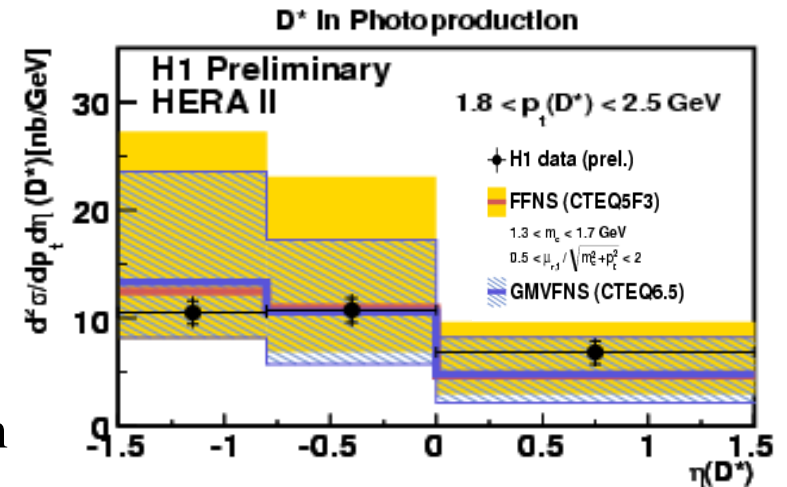 D* In Photoproduction
d²σ/dp_t dη (D*)[nb/GeV]
H1 Preliminary
HERA II
1.8 < p_t(D*) < 2.5 GeV
H1 data (prel.)
FFNS (CTEQ5F3)
1.3 < m_c < 1.7 GeV
0.5 < μ_r,f / √m_c²+p_t² < 2
GMVFNS (CTEQ6.5)
30
20
10
0
-1.5 -1 -0.5 0 0.5 1 1.5
η(D*)